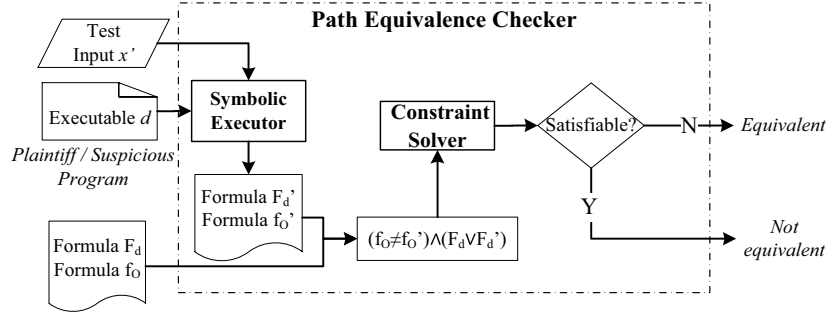 Path Equivalence Checker
Test
Input x’
Executable d
Plaintiff / Suspicious
Program
Symbolic
Executor
Formula F_d’
Formula f_O’
Formula F_d
Formula f_O
(f_O≠f_O’)∧(F_d∨F_d’)
Constraint
Solver
Satisfiable?
N
Equivalent
Y
Not
equivalent